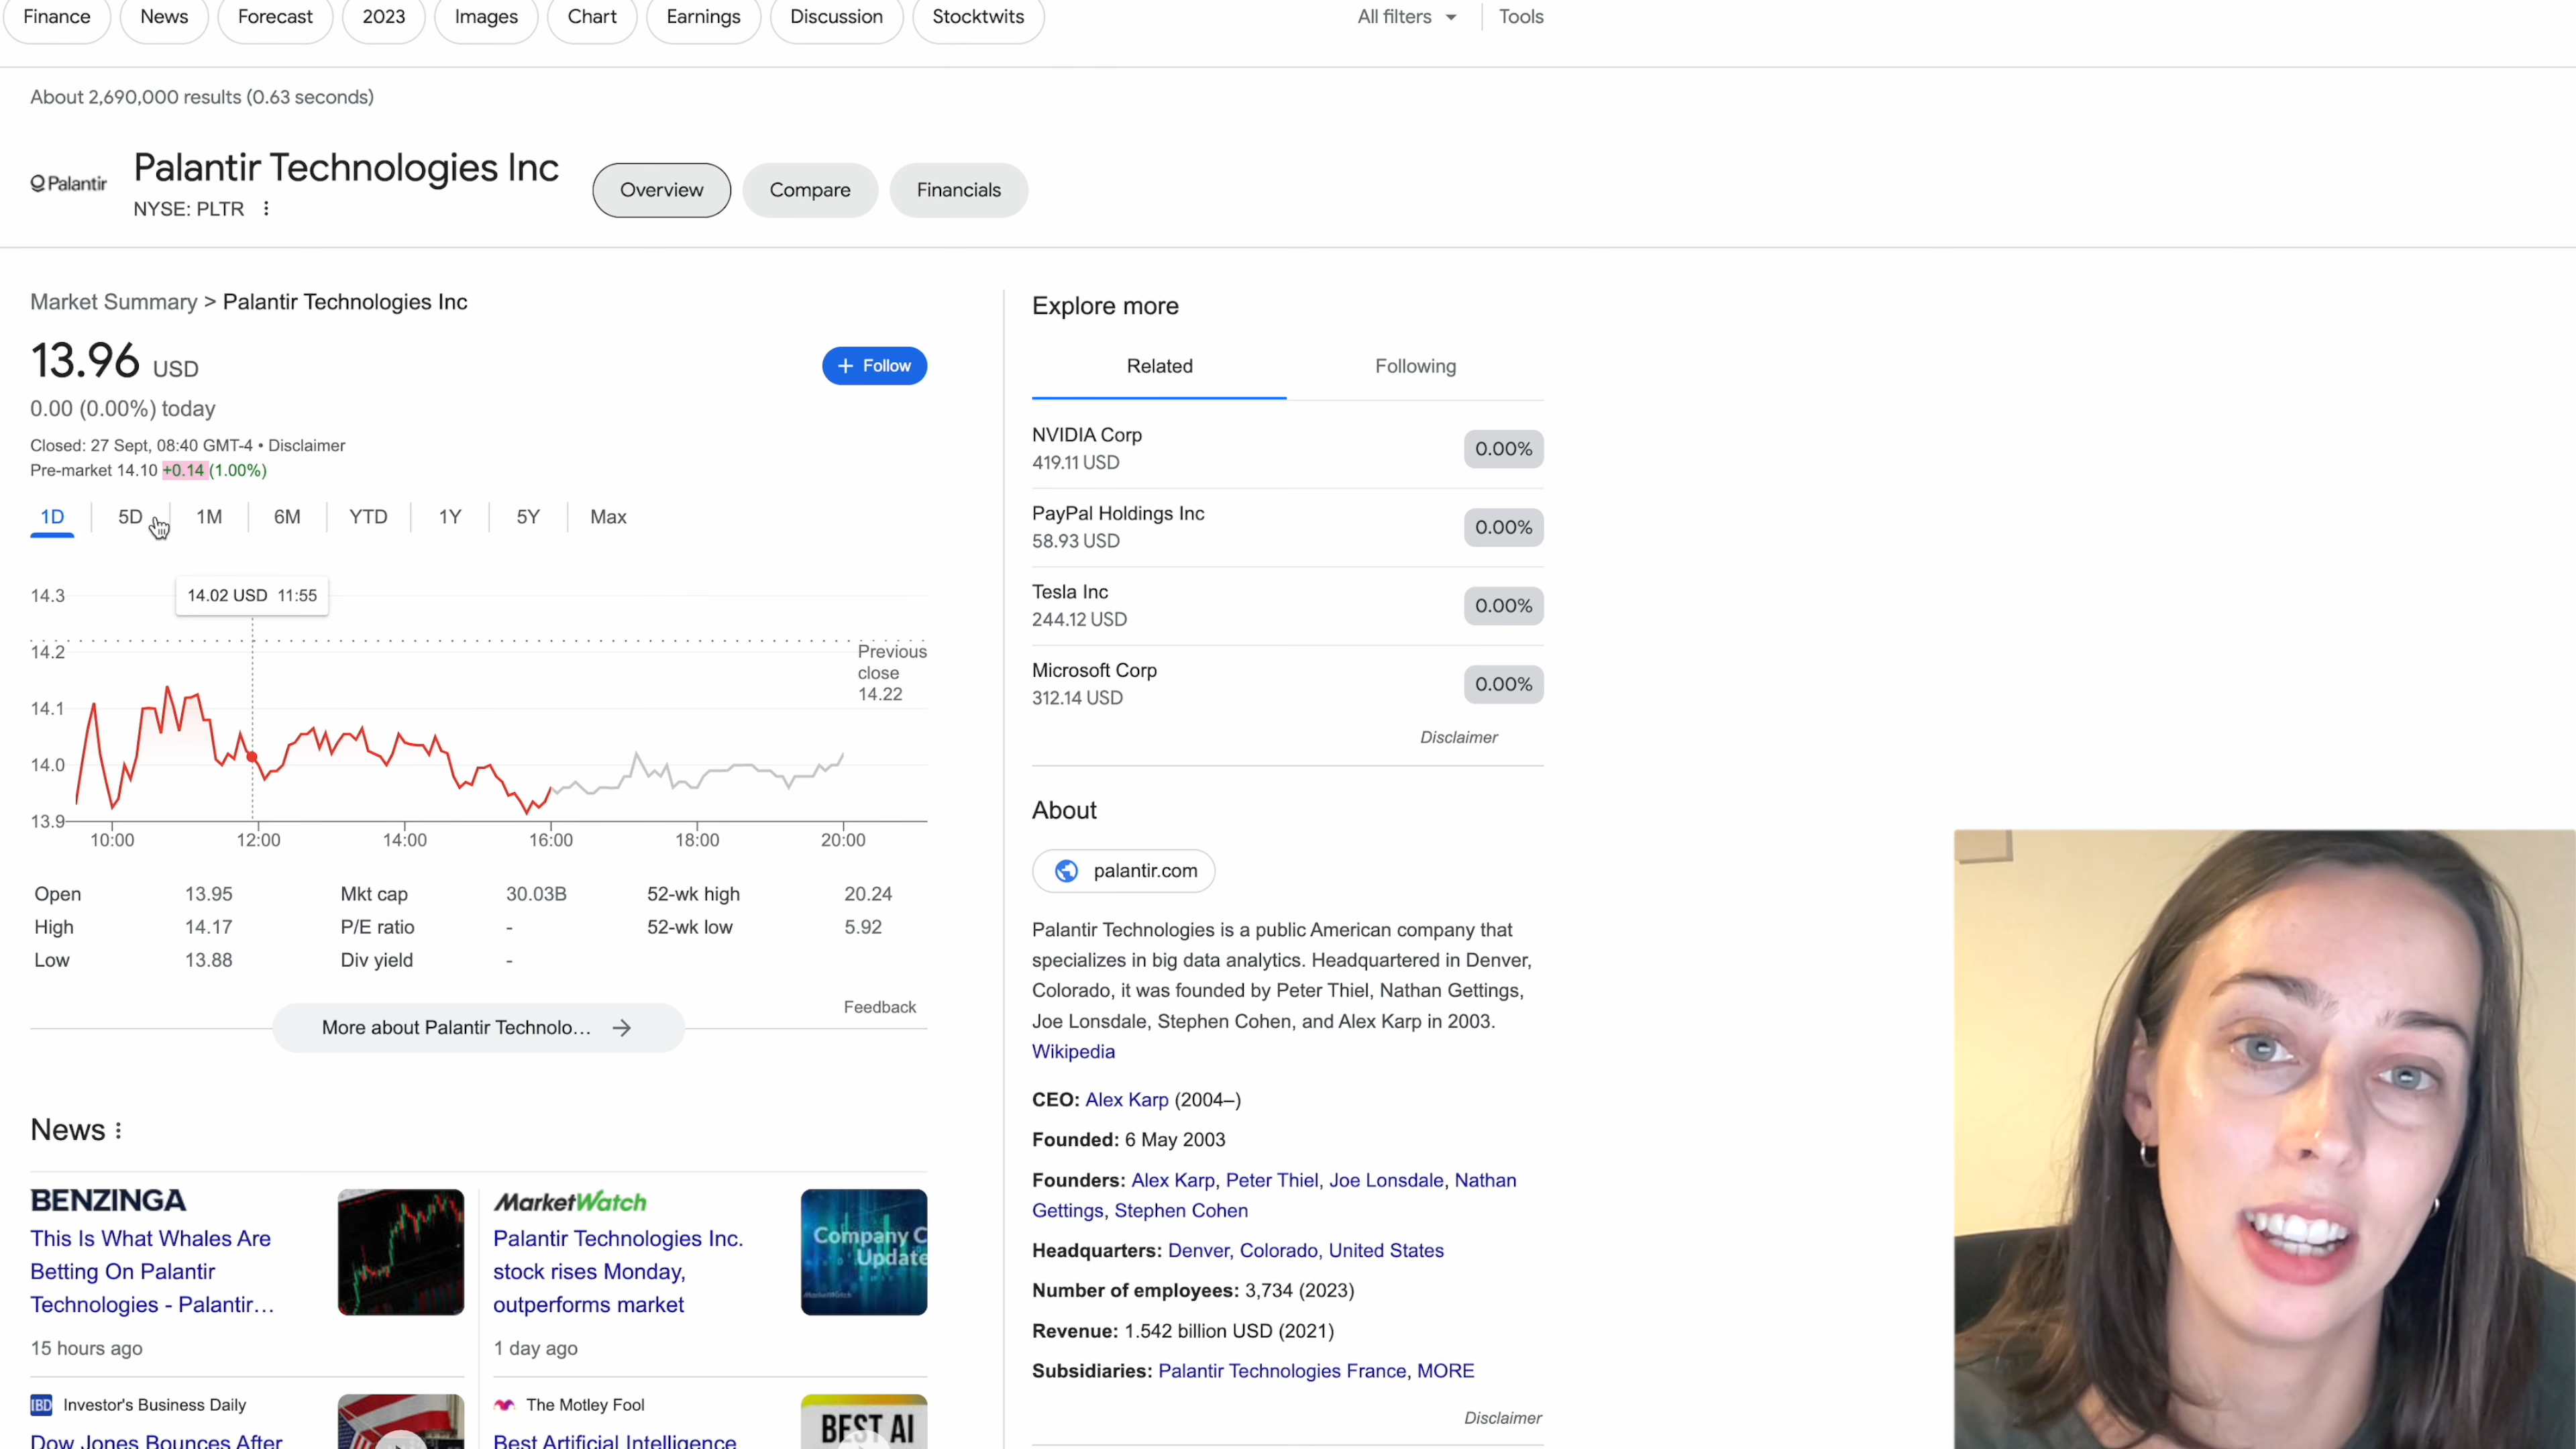 Finance News Forecast 2023 Images Chart Earnings Discussion Stocktwits All filters Tools
About 2,690,000 results (0.63 seconds)
Palantir
Palantir Technologies Inc
NYSE: PLTR
Overview Compare Financials
Market Summary > Palantir Technologies Inc
13.96 USD
+ Follow
0.00 (0.00%) today
Closed: 27 Sept, 08:40 GMT-4 • Disclaimer
Pre-market 14.10 +0.14 (1.00%)
1D 5D 1M 6M YTD 1Y 5Y Max
14.02 USD 11:55
14.3
14.2
14.1
14.0
13.9
Previous
close
14.22
10:00 12:00 14:00 16:00 18:00 20:00
Open 13.95 Mkt cap 30.03B 52-wk high 20.24
High 14.17 P/E ratio - 52-wk low 5.92
Low 13.88 Div yield -
Feedback
More about Palantir Technolo… →
News
BENZINGA
This Is What Whales Are
Betting On Palantir
Technologies - Palantir…
15 hours ago
MarketWatch
Palantir Technologies Inc.
stock rises Monday,
outperforms market
1 day ago
Company C
Update
MarketWatch
IBD Investor's Business Daily
Dow Jones Bounces After
The Motley Fool
Best Artificial Intelligence
BEST AI
Explore more
Related Following
NVIDIA Corp
419.11 USD
0.00%
PayPal Holdings Inc
58.93 USD
0.00%
Tesla Inc
244.12 USD
0.00%
Microsoft Corp
312.14 USD
0.00%
Disclaimer
About
palantir.com
Palantir Technologies is a public American company that
specializes in big data analytics. Headquartered in Denver,
Colorado, it was founded by Peter Thiel, Nathan Gettings,
Joe Lonsdale, Stephen Cohen, and Alex Karp in 2003.
Wikipedia
CEO: Alex Karp (2004–)
Founded: 6 May 2003
Founders: Alex Karp, Peter Thiel, Joe Lonsdale, Nathan
Gettings, Stephen Cohen
Headquarters: Denver, Colorado, United States
Number of employees: 3,734 (2023)
Revenue: 1.542 billion USD (2021)
Subsidiaries: Palantir Technologies France, MORE
Disclaimer